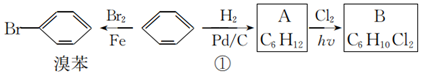 Br Br₂ H₂ A Cl₂ B
Fe Pd/C C₆H₁₂ hν C₆H₁₀Cl₂
溴苯 ①